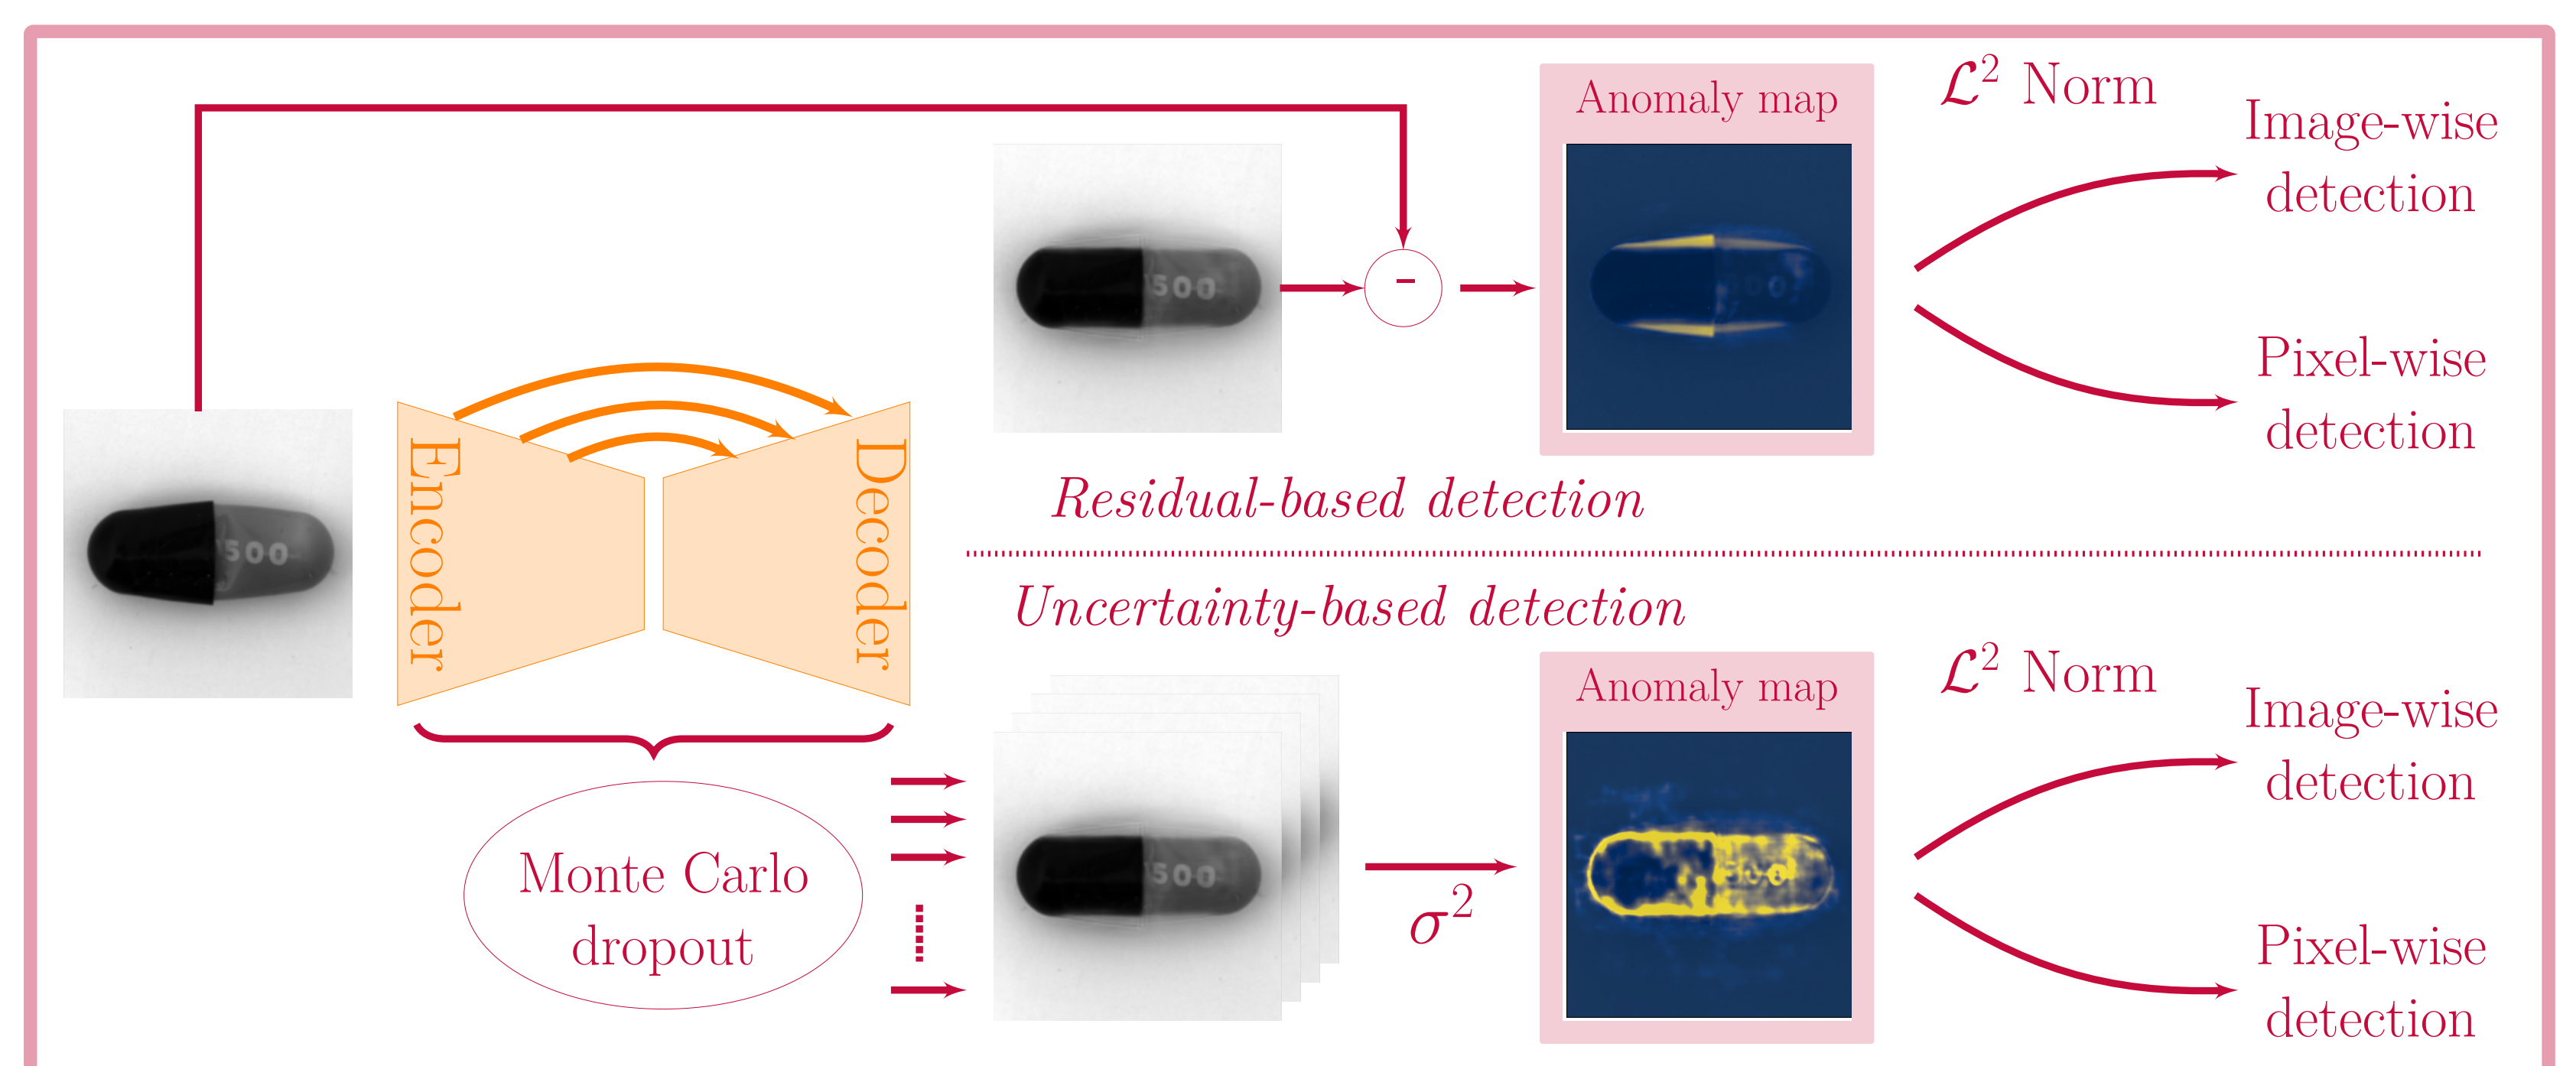 Anomaly map
ℒ² Norm
Image-wise
detection
500
-
500
Pixel-wise
detection
Encoder
Decoder
Residual-based detection
500
Uncertainty-based detection
Anomaly map
ℒ² Norm
Image-wise
detection
Monte Carlo
dropout
500
σ²
Pixel-wise
detection